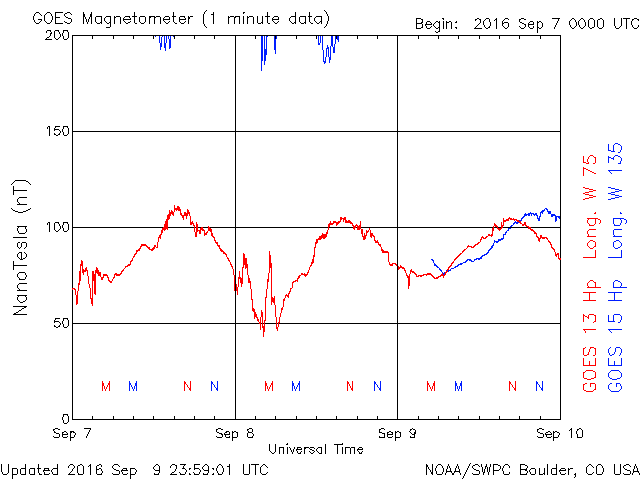 GOES Magnetometer (1 minute data)
Begin: 2016 Sep 7 0000 UTC
200
150
100
50
0
NanoTesla (nT)
M M N N M M N N M M N N
Sep 7 Sep 8 Sep 9 Sep 10
Universal Time
GOES 13 Hp Long. W 75
GOES 15 Hp Long. W 135
Updated 2016 Sep 9 23:59:01 UTC
NOAA/SWPC Boulder, CO USA